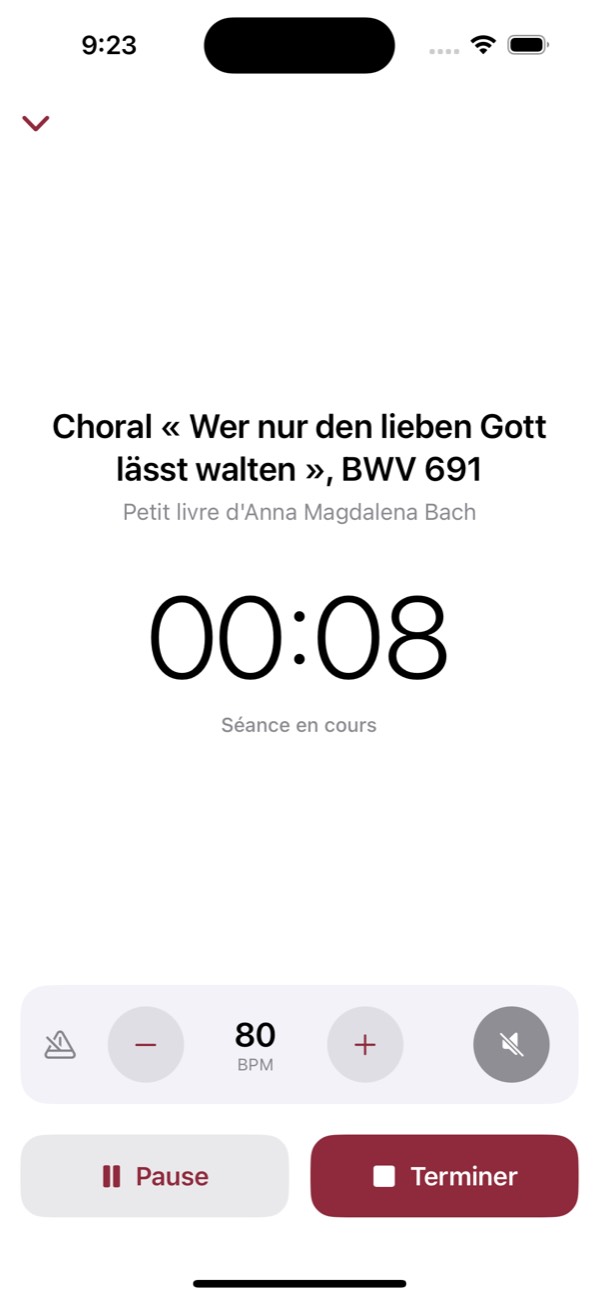 9:23
Choral « Wer nur den lieben Gott
lässt walten », BWV 691
Petit livre d'Anna Magdalena Bach
00:08
Séance en cours
80
BPM
Pause
Terminer